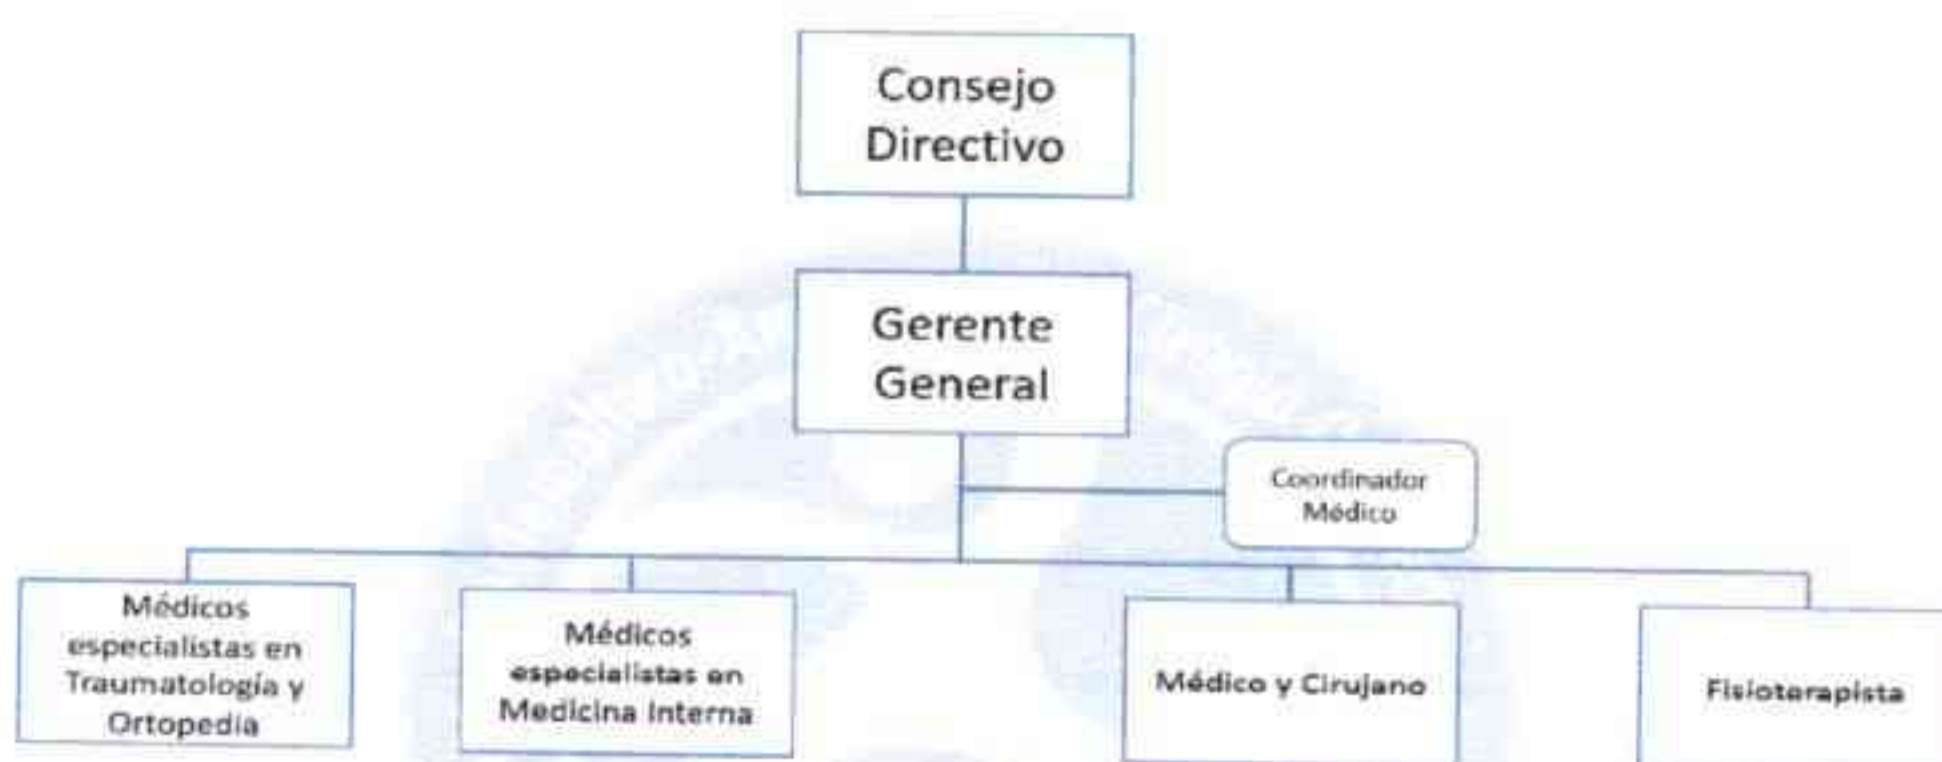 Consejo
Directivo
Gerente
General
Coordinador
Médico
Médicos
especialistas en
Traumatología y
Ortopedia
Médicos
especialistas en
Medicina Interna
Médico y Cirujano
Fisioterapista